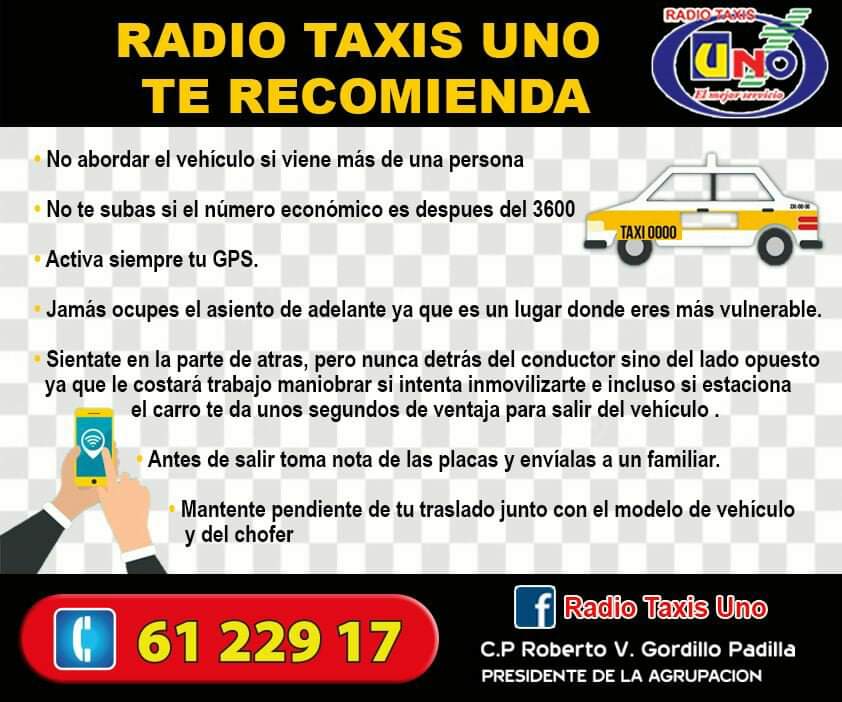 RADIO TAXIS UNO
TE RECOMIENDA
RADIO TAXIS
UNO
El mejor servicio
• No abordar el vehículo si viene más de una persona
• No te subas si el número económico es despues del 3600
TAXI 0000
• Activa siempre tu GPS.
• Jamás ocupes el asiento de adelante ya que es un lugar donde eres más vulnerable.
• Sientate en la parte de atras, pero nunca detrás del conductor sino del lado opuesto
ya que le costará trabajo maniobrar si intenta inmovilizarte e incluso si estaciona
el carro te da unos segundos de ventaja para salir del vehículo .
• Antes de salir toma nota de las placas y envíalas a un familiar.
• Mantente pendiente de tu traslado junto con el modelo de vehículo
y del chofer
61 229 17
f Radio Taxis Uno
C.P Roberto V. Gordillo Padilla
PRESIDENTE DE LA AGRUPACION